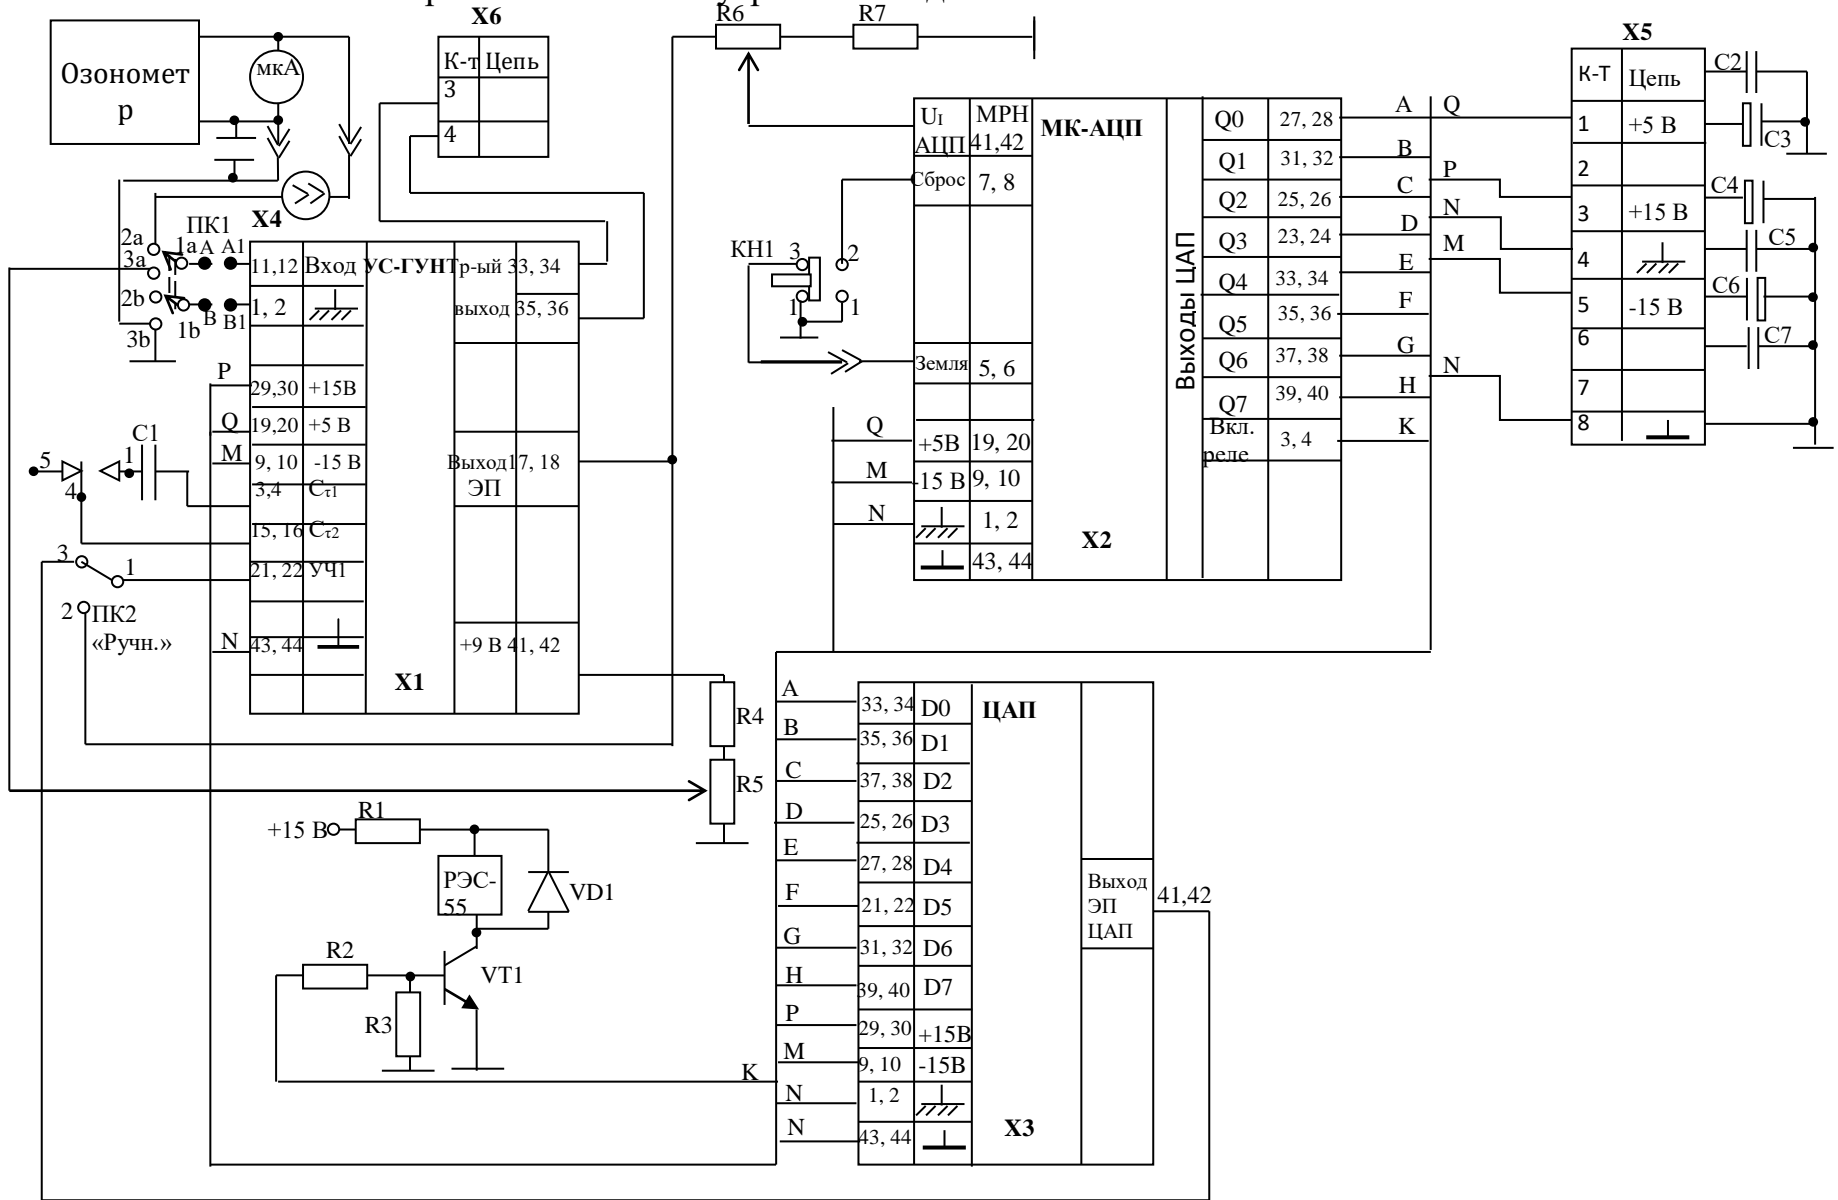 X6
R6
R7
X5
Озономет
р
мкА
К-т Цепь
3
4
К-Т Цепь
1 +5 В
2
3 +15 В
4
5 -15 В
6
7
8
C2
C3
C4
C5
C6
C7
X4
ПК1
2a
3a
1a
A A1
2b
1b
B B1
3b
11,12 Вход УС-ГУН Тр-ый 33, 34
1, 2 выход 35, 36
P 29,30 +15В
Q 19,20 +5 В
M 9, 10 -15 В Выход 17, 18
ЭП
3,4 Cτ1
15, 16 Cτ2
21, 22 УЧ1
N 43, 44 +9 В 41, 42
X1
C1
5
1
4
3
1
2 ПК2
«Ручн.»
UI МРН МК-АЦП
АЦП 41,42
Сброс 7, 8
КН1 3 2
1 1
Земля 5, 6
Q +5В 19, 20
M -15 В 9, 10
N 1, 2
43, 44
X2
Выходы ЦАП
Q0 27, 28 A Q
Q1 31, 32 B P
Q2 25, 26 C N
Q3 23, 24 D M
Q4 33, 34 E
Q5 35, 36 F
Q6 37, 38 G N
Q7 39, 40 H
Вкл.
реле 3, 4 K
R4
R5
+15 В R1
РЭС-
55
VD1
R2
VT1
R3
K
A 33, 34 D0 ЦАП
B 35, 36 D1
C 37, 38 D2
D 25, 26 D3
E 27, 28 D4
F 21, 22 D5
G 31, 32 D6
H 39, 40 D7
P 29, 30 +15В
M 9, 10 -15В
N 1, 2
N 43, 44
X3
Выход
ЭП
ЦАП
41,42